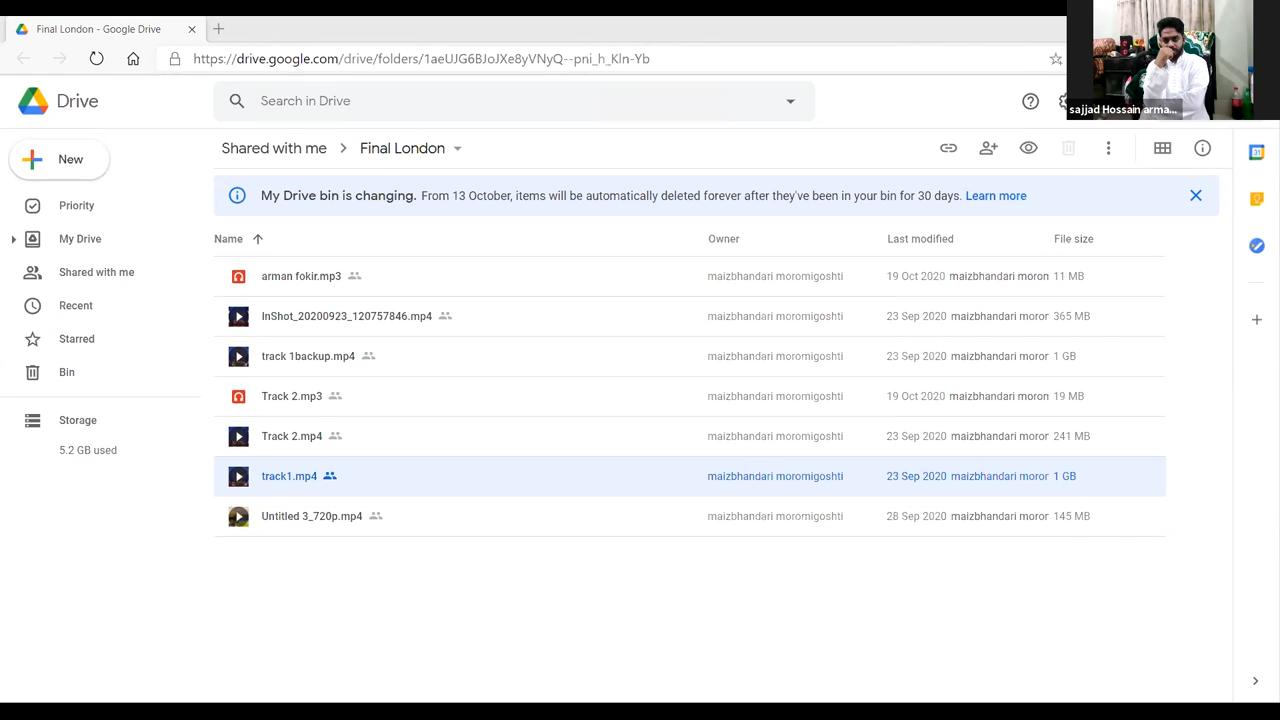 Final London - Google Drive
https://drive.google.com/drive/folders/1aeUJG6BJoJXe8yVNyQ--pni_h_Kln-Yb
sajjad Hossain arma...
Drive
Search in Drive
New
Shared with me > Final London
My Drive bin is changing. From 13 October, items will be automatically deleted forever after they've been in your bin for 30 days. Learn more
Priority
My Drive
Shared with me
Recent
Starred
Bin
Storage
5.2 GB used
Name Owner Last modified File size
arman fokir.mp3 maizbhandari moromigoshti 19 Oct 2020 maizbhandari moron 11 MB
InShot_20200923_120757846.mp4 maizbhandari moromigoshti 23 Sep 2020 maizbhandari moror 365 MB
track 1backup.mp4 maizbhandari moromigoshti 23 Sep 2020 maizbhandari moror 1 GB
Track 2.mp3 maizbhandari moromigoshti 19 Oct 2020 maizbhandari moron 19 MB
Track 2.mp4 maizbhandari moromigoshti 23 Sep 2020 maizbhandari moror 241 MB
track1.mp4 maizbhandari moromigoshti 23 Sep 2020 maizbhandari moror 1 GB
Untitled 3_720p.mp4 maizbhandari moromigoshti 28 Sep 2020 maizbhandari moror 145 MB
31